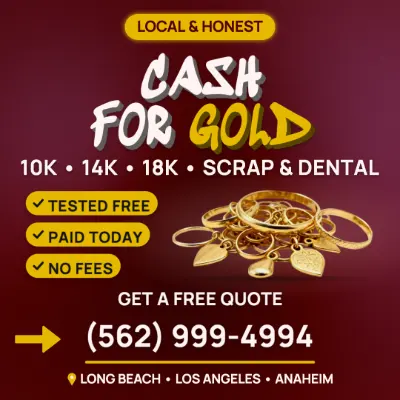 LOCAL & HONEST
CASH
FOR GOLD
10K • 14K • 18K • SCRAP & DENTAL
TESTED FREE
PAID TODAY
NO FEES
GET A FREE QUOTE
(562) 999-4994
LONG BEACH • LOS ANGELES • ANAHEIM